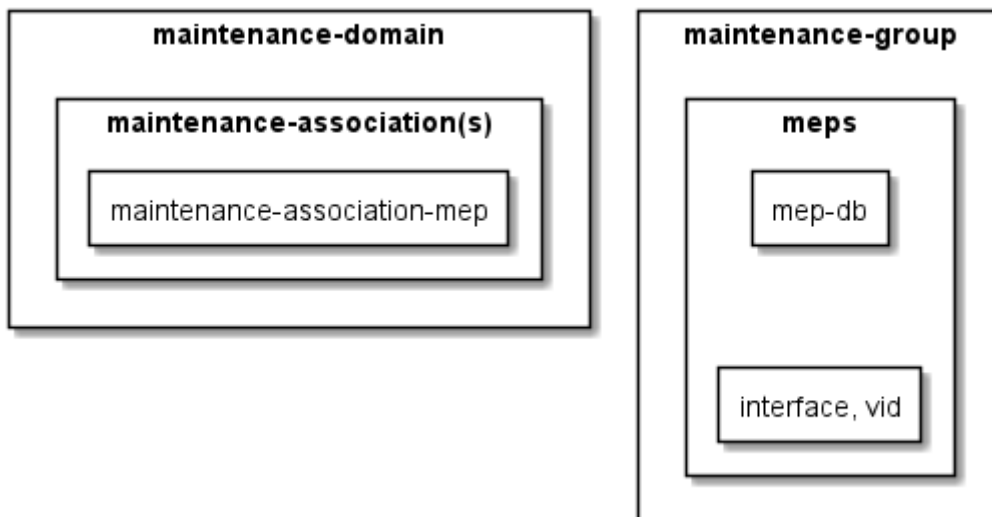 maintenance-domain
maintenance-association(s)
maintenance-association-mep
maintenance-group
meps
mep-db
interface, vid